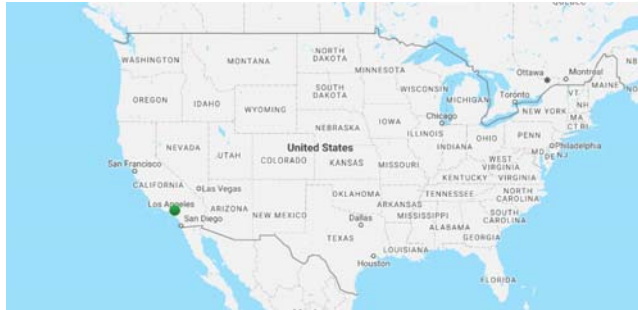 QUEBEC
WASHINGTON
MONTANA
NORTH
DAKOTA
MINNESOTA
Ottawa
Montreal
NB
MAINE
OREGON
IDAHO
SOUTH
DAKOTA
WISCONSIN
MICHIGAN
Toronto
VT
NH
WYOMING
NEW YORK
MA
CT RI
IOWA
Chicago
NEBRASKA
ILLINOIS
INDIANA
OHIO
PENN
Philadelphia
NEVADA
UTAH
COLORADO
United States
KANSAS
MISSOURI
WEST
VIRGINIA
MD
DE
NJ
San Francisco
KENTUCKY
VIRGINIA
CALIFORNIA
Las Vegas
OKLAHOMA
TENNESSEE
NORTH
CAROLINA
Los Angeles
ARIZONA
NEW MEXICO
ARKANSAS
SOUTH
CAROLINA
San Diego
Dallas
MISSISSIPPI
ALABAMA
GEORGIA
TEXAS
LOUISIANA
Houston
FLORIDA